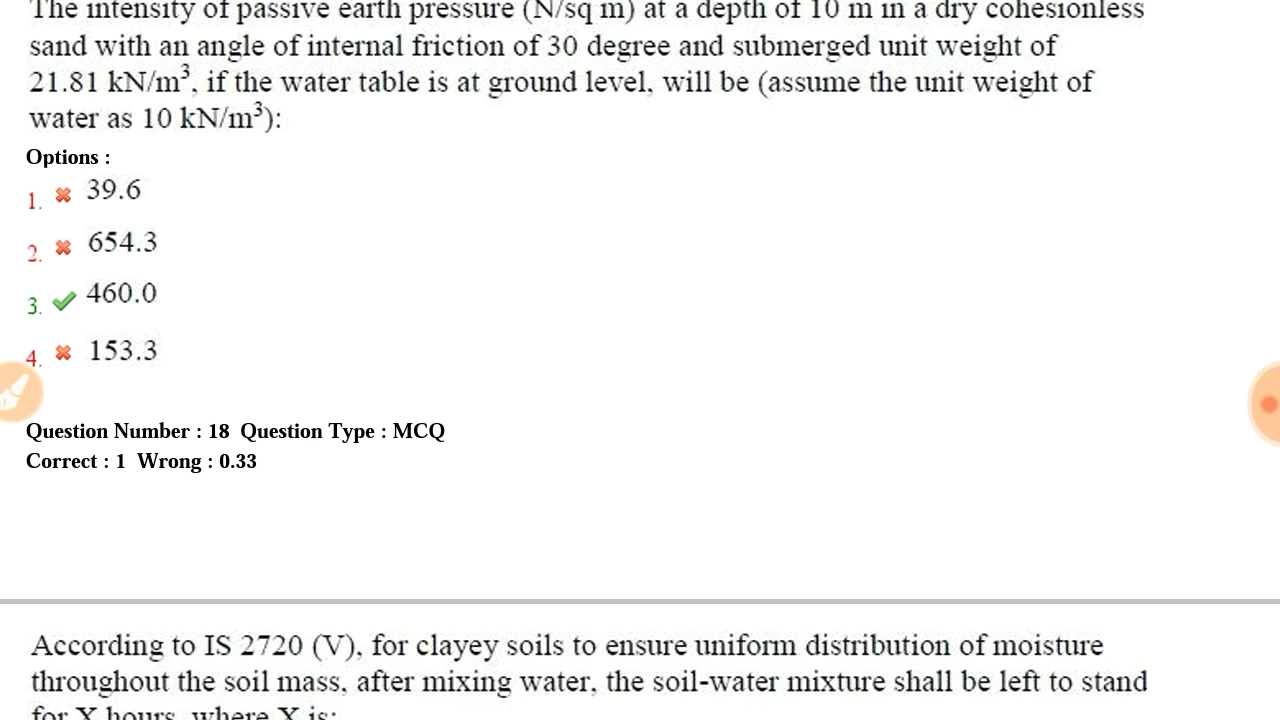 The intensity of passive earth pressure (N/sq m) at a depth of 10 m in a dry cohesionless
sand with an angle of internal friction of 30 degree and submerged unit weight of
21.81 kN/m³, if the water table is at ground level, will be (assume the unit weight of
water as 10 kN/m³):
Options :
1. 39.6
2. 654.3
3. 460.0
4. 153.3
Question Number : 18 Question Type : MCQ
Correct : 1 Wrong : 0.33
According to IS 2720 (V), for clayey soils to ensure uniform distribution of moisture
throughout the soil mass, after mixing water, the soil-water mixture shall be left to stand
for X hours, where X is: